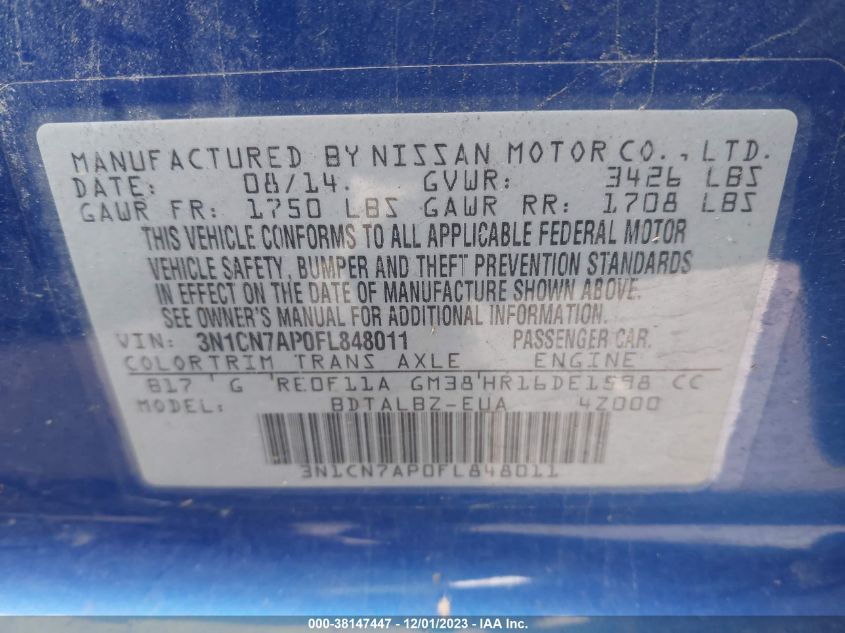 MANUFACTURED BY NISSAN MOTOR CO., LTD.
DATE: 08/14. GVWR: 3426 LBS
GAWR FR: 1750 LBS GAWR RR: 1708 LBS
THIS VEHICLE CONFORMS TO ALL APPLICABLE FEDERAL MOTOR
VEHICLE SAFETY, BUMPER AND THEFT PREVENTION STANDARDS
IN EFFECT ON THE DATE OF MANUFACTURE SHOWN ABOVE.
SEE OWNER'S MANUAL FOR ADDITIONAL INFORMATION.
VIN: 3N1CN7AP0FL848011 PASSENGER CAR.
COLOR TRIM TRANS AXLE ENGINE
B17 G RE0F11A GM38 HR16DE1598 CC
MODEL: BDTALBZ-EUA 4Z000
3N1CN7AP0FL848011
000-38147447 - 12/01/2023 - IAA Inc.